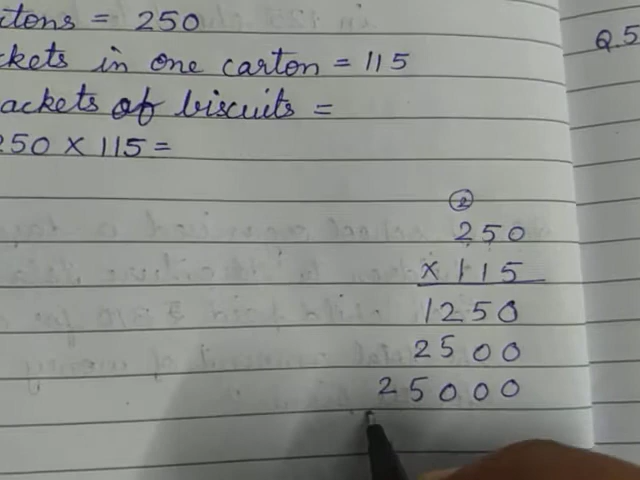 tons = 250
kets in one carton = 115
Q.5
ackets of biscuits =
250 × 115 =
2
250
× 115
1250
2500
25000